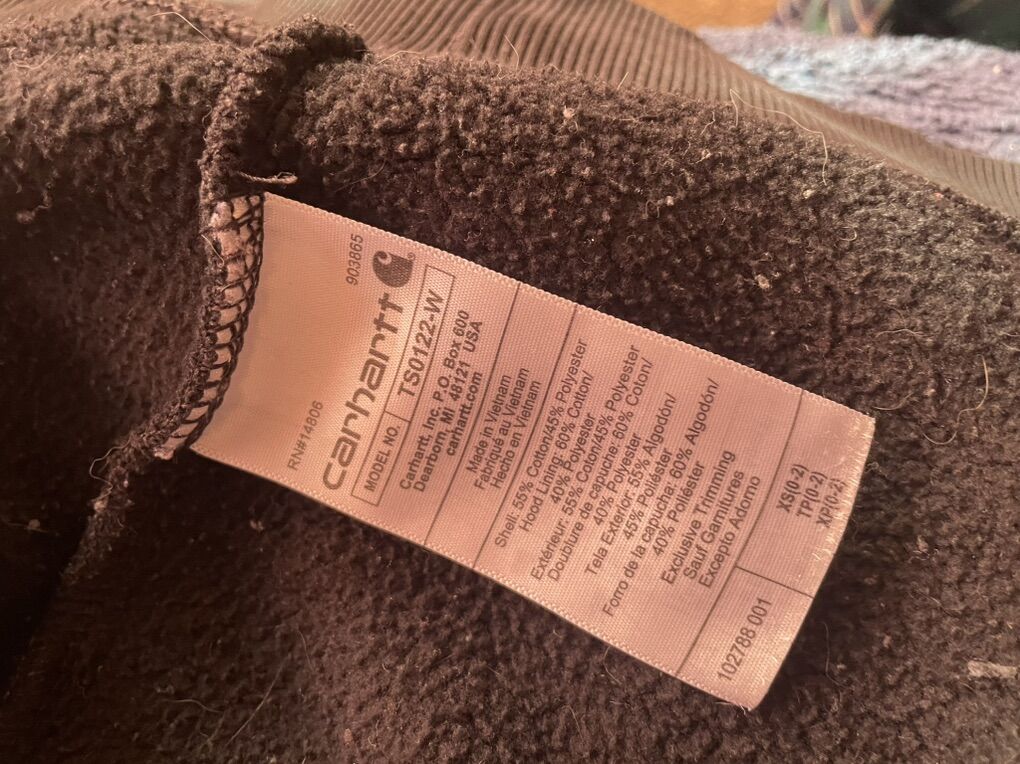 RN#14806
903865
carhartt
MODEL NO. TS0122-W
Carhartt, Inc. P.O. Box 600
Dearborn, MI 48121 USA
carhartt.com
Made in Vietnam
Fabriqué au Vietnam
Hecho en Vietnam
Shell: 55% Cotton/45% Polyester
Hood Lining: 60% Cotton/
40% Polyester
Extérieur: 55% Coton/45% Polyester
Doublure de capuche: 60% Coton/
40% Polyester
Tela Exterior: 55% Algodón/
45% Poliéster
Forro de la capucha: 60% Algodón/
40% Poliéster
Exclusive Trimming
Sauf Garnitures
Excepto Adorno
102788 001
XS(0-2)
TP(0-2)
XP(0-2)